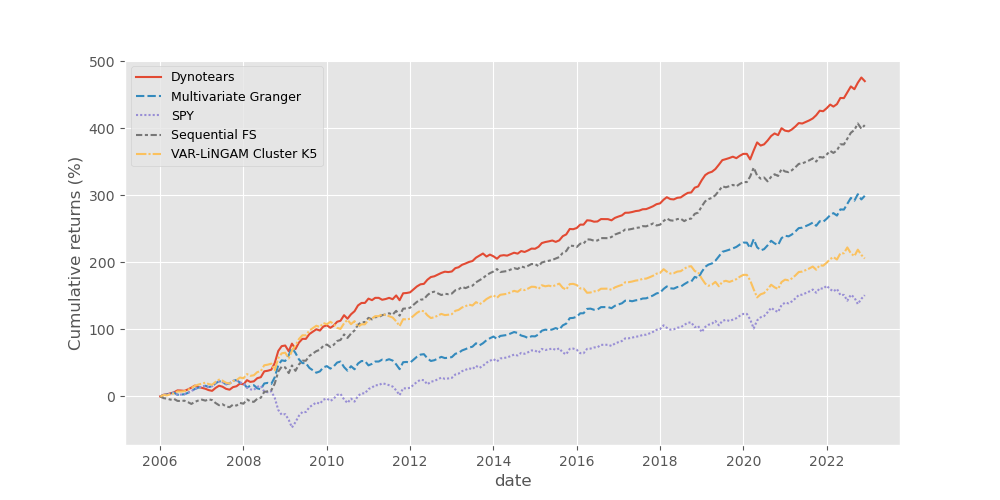 500
400
300
200
100
0
Cumulative returns (%)
Dynotears
Multivariate Granger
SPY
Sequential FS
VAR-LiNGAM Cluster K5
2006 2008 2010 2012 2014 2016 2018 2020 2022
date